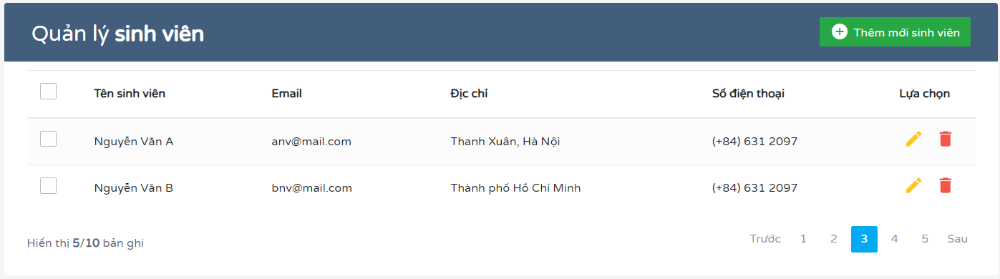 Quản lý sinh viên
Thêm mới sinh viên
Tên sinh viên Email Địc chỉ Số điện thoại Lựa chọn
Nguyễn Văn A anv@mail.com Thanh Xuân, Hà Nội (+84) 631 2097
Nguyễn Văn B bnv@mail.com Thành phố Hồ Chí Minh (+84) 631 2097
Hiển thị 5/10 bản ghi
Trước 1 2 3 4 5 Sau